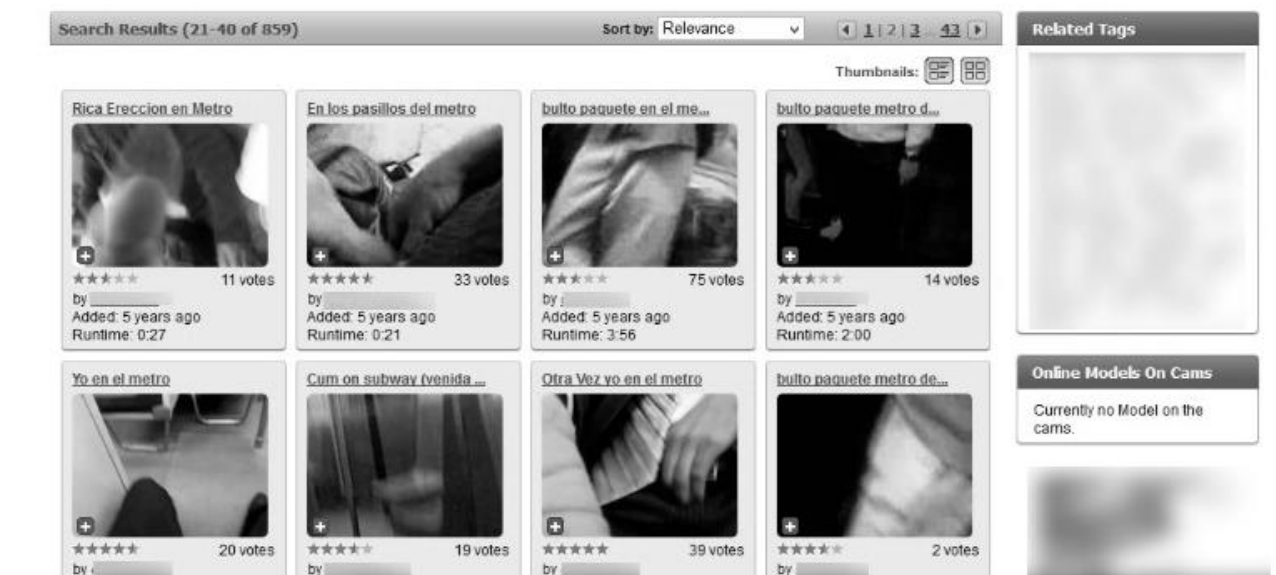 Search Results (21-40 of 859)
Sort by: Relevance
1 | 2 | 3 ... 43
Related Tags
Thumbnails:
Rica Ereccion en Metro
En los pasillos del metro
bulto paquete en el me...
bulto paquete metro d...
11 votes
33 votes
75 votes
14 votes
by
by
by
by
Added: 5 years ago
Added: 5 years ago
Added: 5 years ago
Added: 5 years ago
Runtime: 0:27
Runtime: 0:21
Runtime: 3:56
Runtime: 2:00
Online Models On Cams
Currently no Model on the
cams.
Yo en el metro
Cum on subway (venida ...
Otra Vez yo en el metro
bulto paquete metro de...
20 votes
19 votes
39 votes
2 votes
by
by
by
by